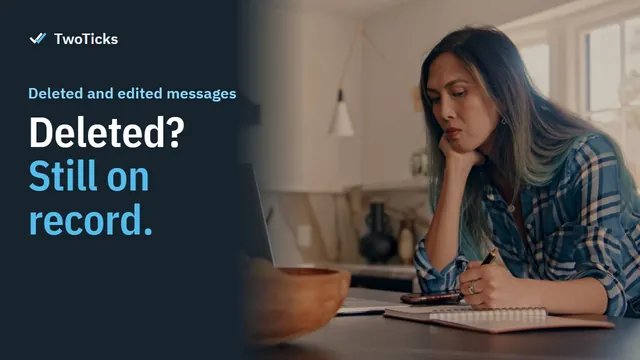 TwoTicks
Deleted and edited messages
Deleted?
Still on
record.